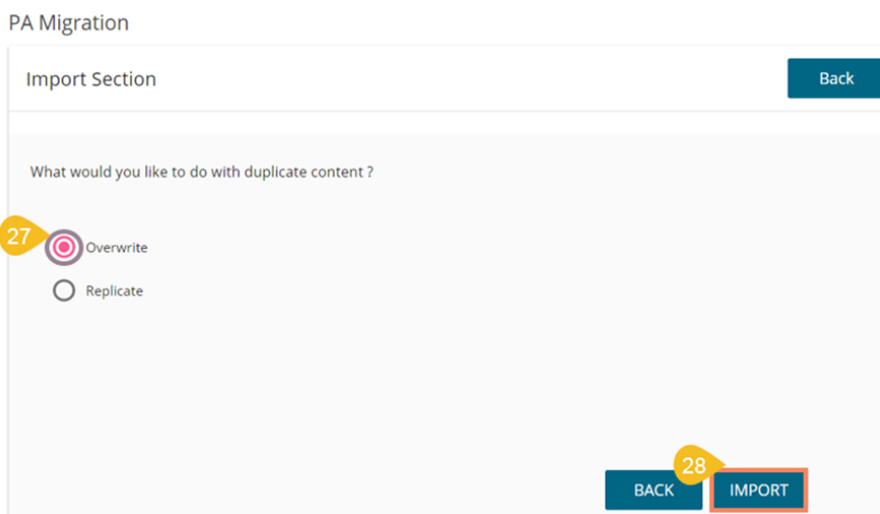 PA Migration
Import Section
Back
What would you like to do with duplicate content ?
27
Overwrite
Replicate
28
BACK
IMPORT